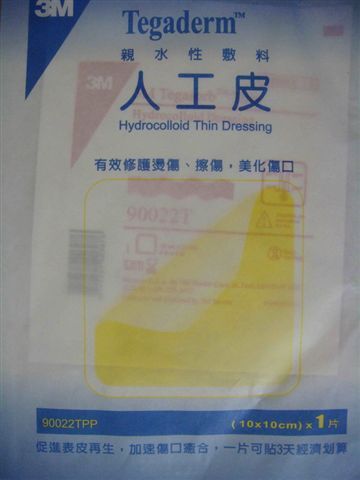 3M
Tegaderm™
親水性敷料
3M
人工皮
Hydrocolloid Thin Dressing
有效修護燙傷、擦傷，美化傷口
90022T
90022TPP
(10x10cm) x 1片
促進表皮再生，加速傷口癒合，一片可貼3天經濟划算